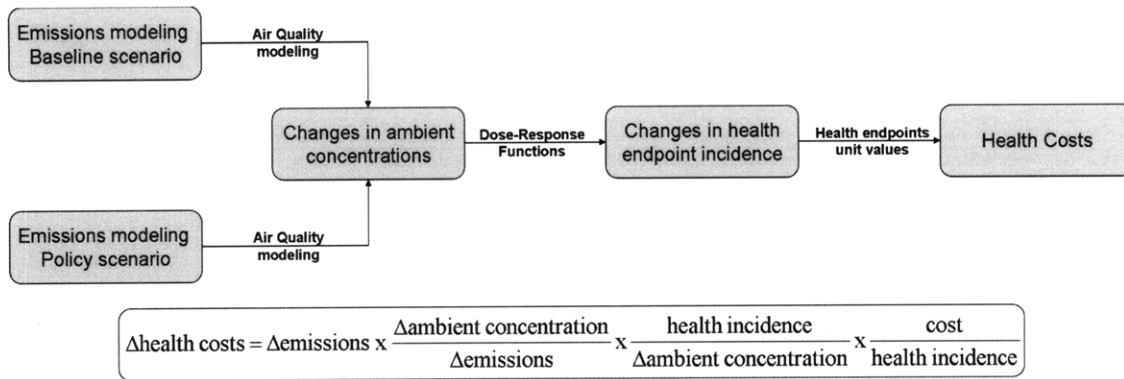 Emissions modeling
Baseline scenario
Air Quality
modeling
Changes in ambient
concentrations
Dose-Response
Functions
Changes in health
endpoint incidence
Health endpoints
unit values
Health Costs
Emissions modeling
Policy scenario
Air Quality
modeling
Δhealth costs = Δemissions x Δambient concentration / Δemissions x health incidence / Δambient concentration x cost / health incidence